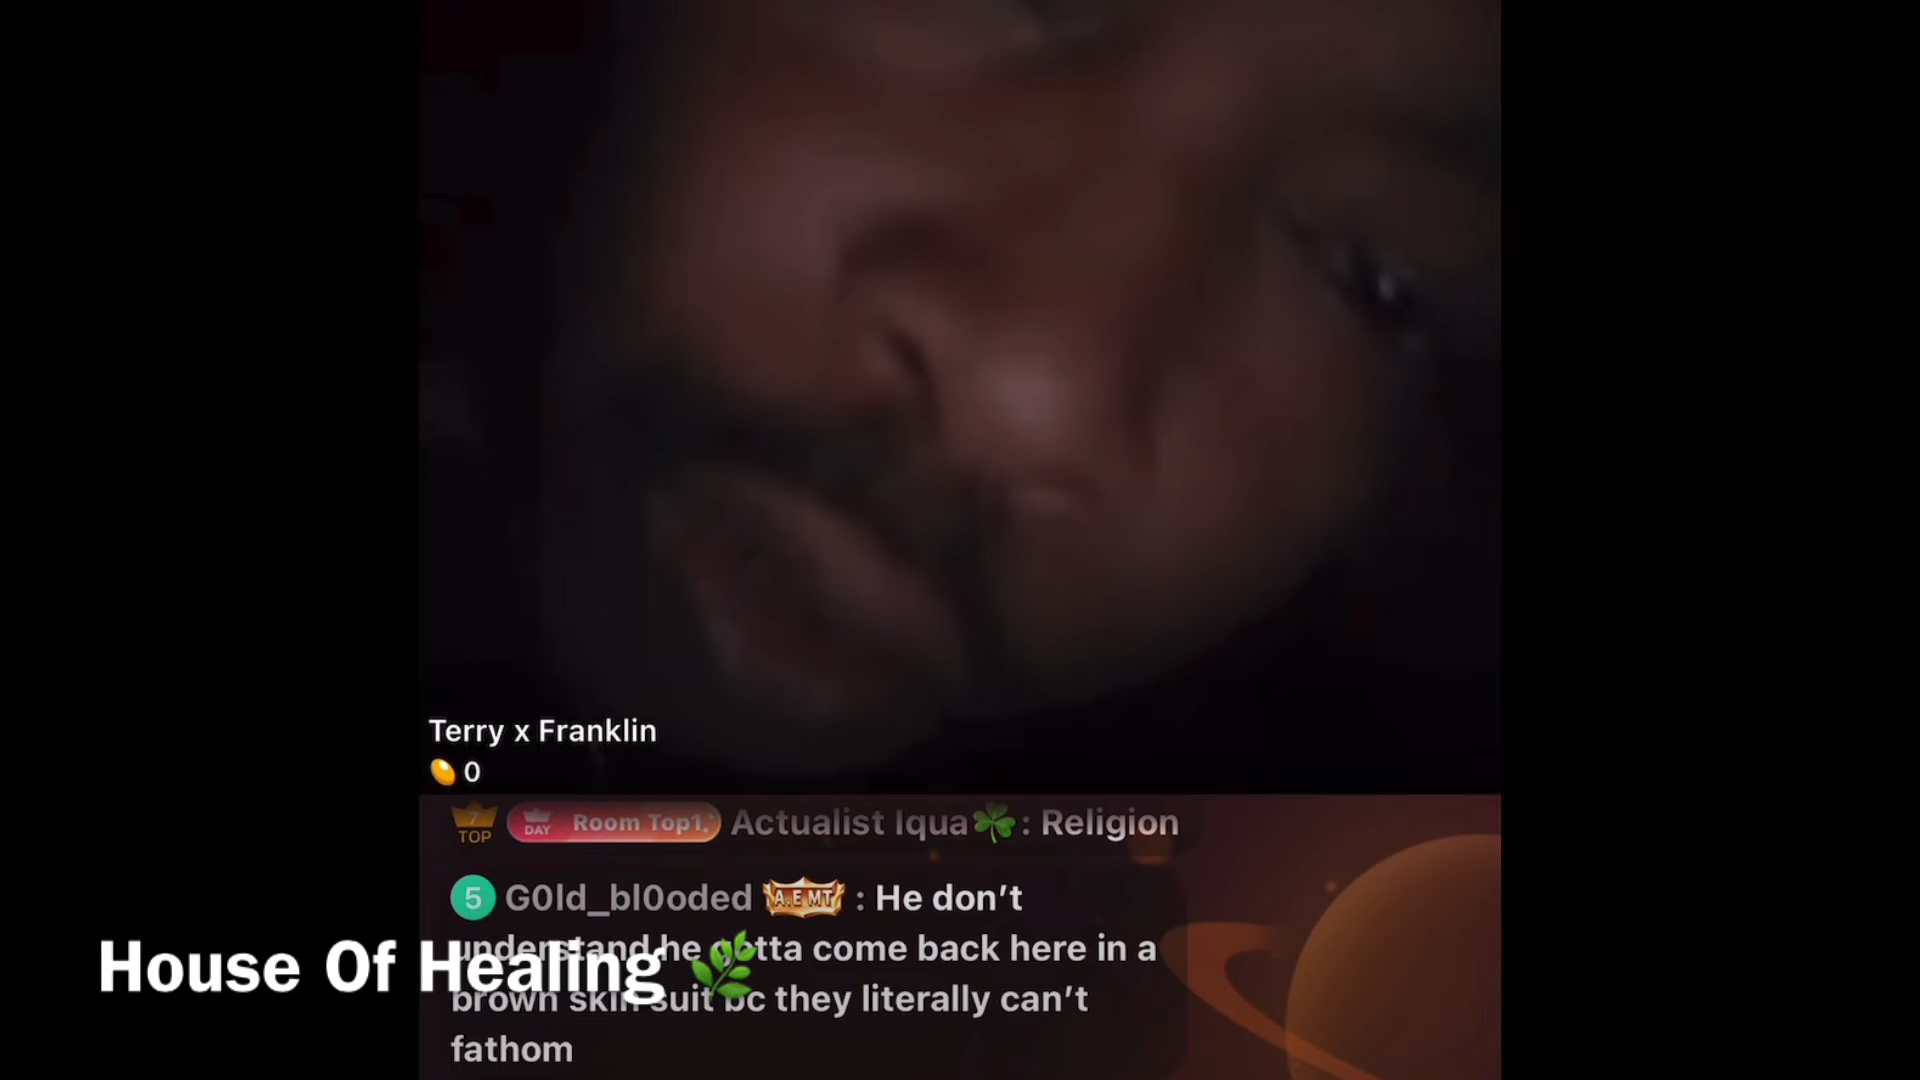 Terry x Franklin
0
7 TOP DAY Room Top1. Actualist Iqua☘️: Religion
5 G0ld_bl0oded A.E MT : He don’t
understand he gotta come back here in a
brown skin suit bc they literally can’t
fathom
House Of Healing 🌿